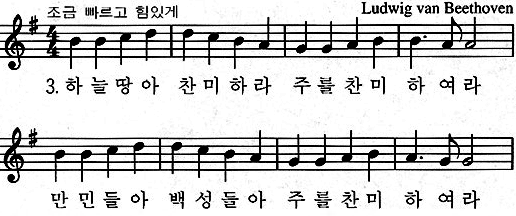 조금 빠르고 힘있게 Ludwig van Beethoven
3. 하늘땅아 찬미하라 주를찬미 하 여라
만민들아 백성들아 주를찬미 하 여라